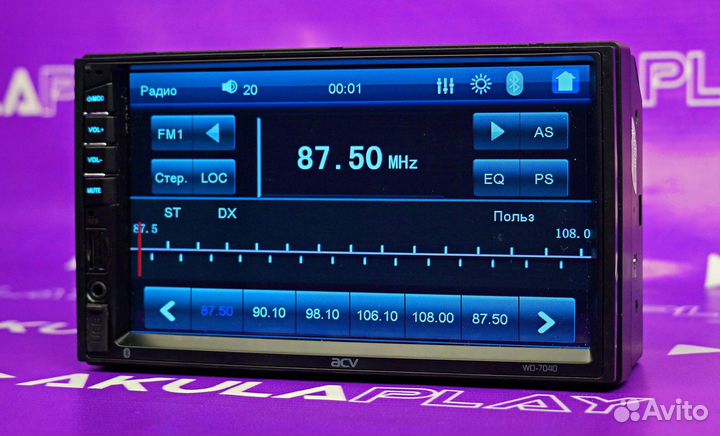 AKULAPLAY
PLAY
Радио 20 00:01
MOD
VOL+
VOL-
MUTE
FM1 AS
87.50 MHz
Стер. LOC EQ PS
ST DX Польз
87.5 108.0
87.50 90.10 98.10 106.10 108.00 87.50
acv
WD-7040
AKULAPLAY
Avito